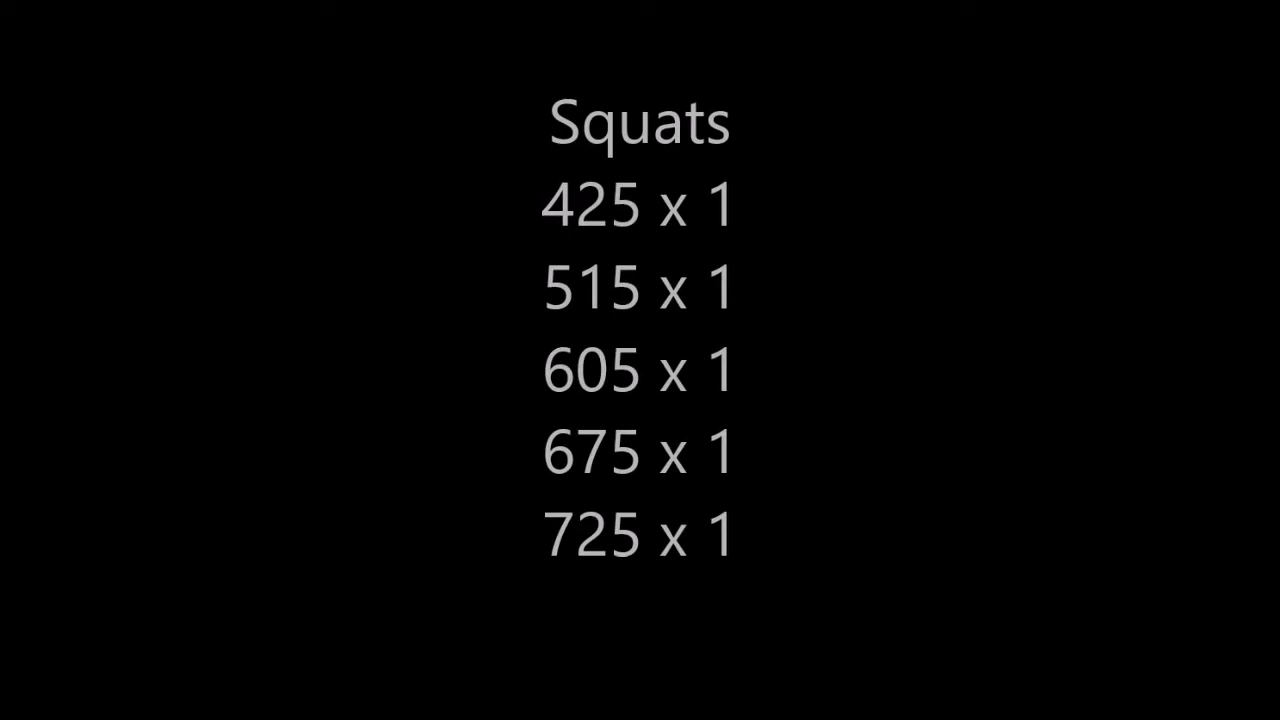 Squats
425 x 1
515 x 1
605 x 1
675 x 1
725 x 1